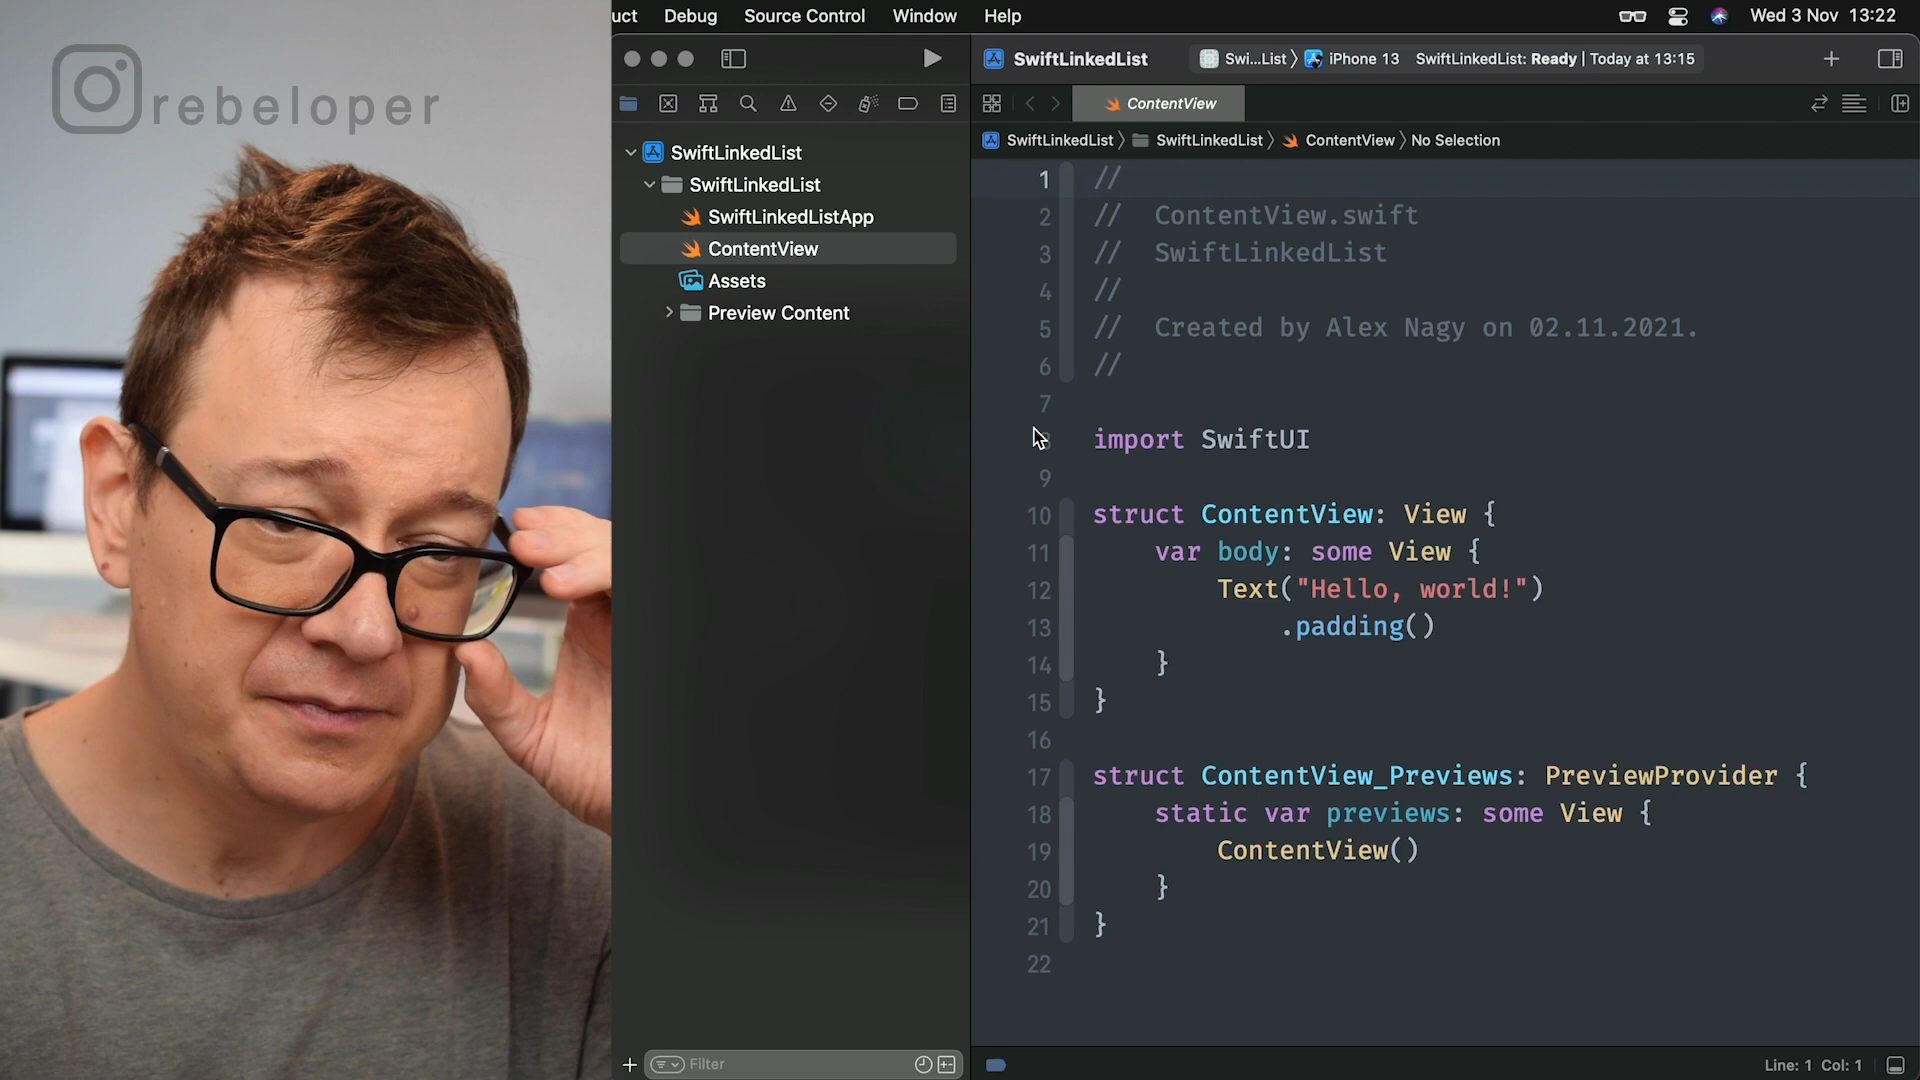 uct Debug Source Control Window Help Wed 3 Nov 13:22
rebeloper
SwiftLinkedList Swi...List iPhone 13 SwiftLinkedList: Ready | Today at 13:15
ContentView
SwiftLinkedList SwiftLinkedList ContentView No Selection
SwiftLinkedList
SwiftLinkedList
SwiftLinkedListApp
ContentView
Assets
Preview Content
Filter
1 //
2 // ContentView.swift
3 // SwiftLinkedList
4 //
5 // Created by Alex Nagy on 02.11.2021.
6 //
7
import SwiftUI
9
10 struct ContentView: View {
11 var body: some View {
12 Text("Hello, world!")
13 .padding()
14 }
15 }
16
17 struct ContentView_Previews: PreviewProvider {
18 static var previews: some View {
19 ContentView()
20 }
21 }
22
Line: 1 Col: 1